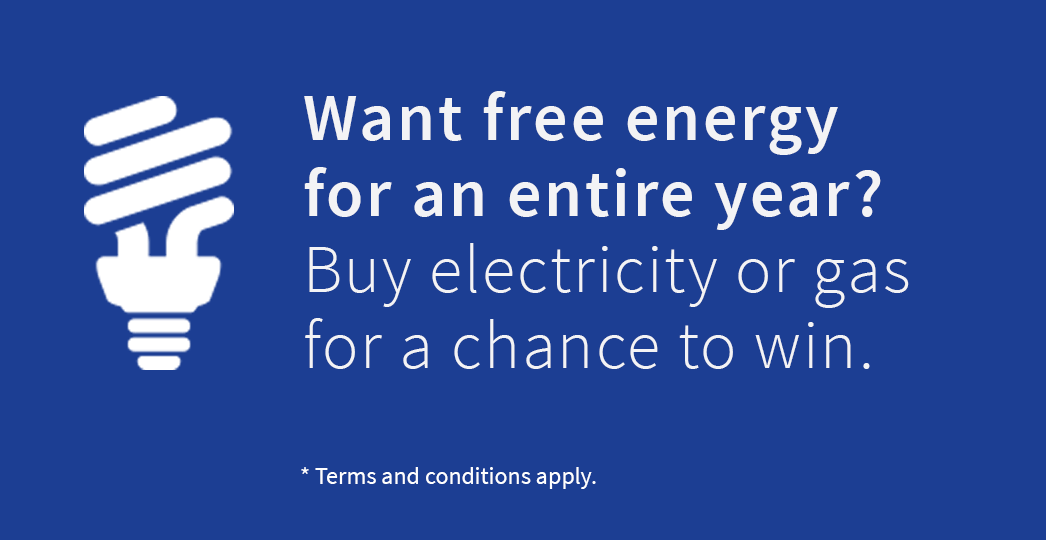 Want free energy
for an entire year?
Buy electricity or gas
for a chance to win.
* Terms and conditions apply.